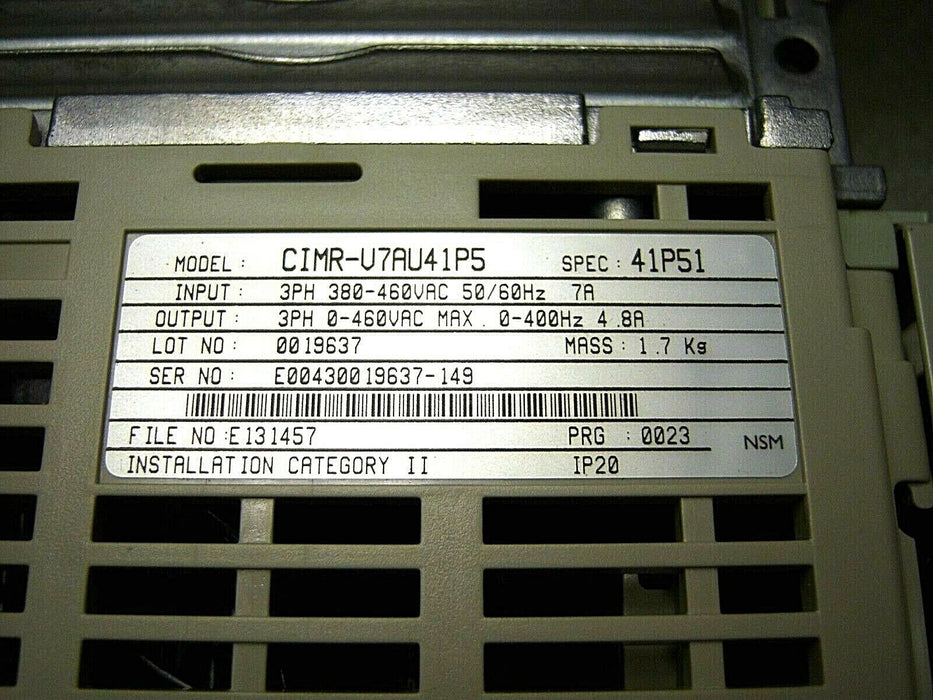 MODEL : CIMR-V7AU41P5 SPEC : 41P51
INPUT : 3PH 380-460VAC 50/60Hz 7A
OUTPUT : 3PH 0-460VAC MAX. 0-400Hz 4.8A
LOT NO : 0019637 MASS : 1.7 Kg
SER NO : E00430019637-149
FILE NO :E131457 PRG : 0023 NSM
INSTALLATION CATEGORY II IP20